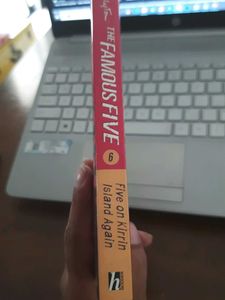 THE FAMOUS FIVE
6
Five on Kirrin
Island Again
h